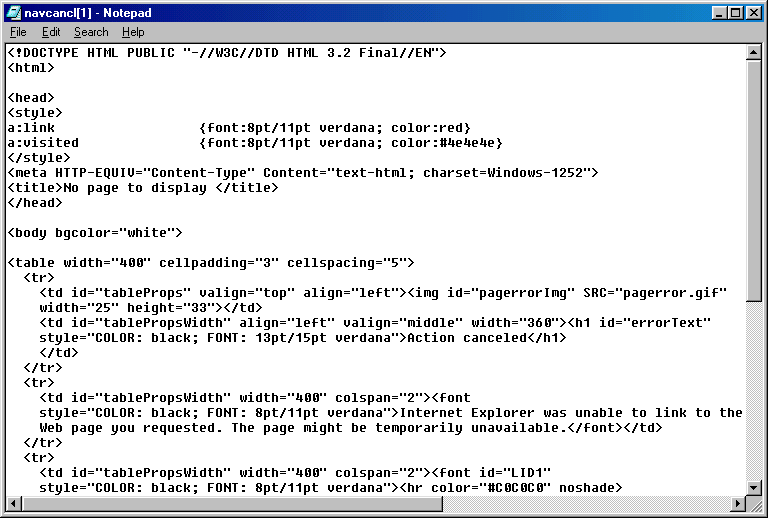 navcancl[1] - Notepad
File Edit Search Help
<!DOCTYPE HTML PUBLIC "-//W3C//DTD HTML 3.2 Final//EN">
<html>

<head>
<style>
a:link                  {font:8pt/11pt verdana; color:red}
a:visited               {font:8pt/11pt verdana; color:#4e4e4e}
</style>
<meta HTTP-EQUIV="Content-Type" Content="text-html; charset=Windows-1252">
<title>No page to display </title>
</head>

<body bgcolor="white">

<table width="400" cellpadding="3" cellspacing="5">
  <tr>
    <td id="tableProps" valign="top" align="left"><img id="pagerrorImg" SRC="pagerror.gif"
    width="25" height="33"></td>
    <td id="tablePropsWidth" align="left" valign="middle" width="360"><h1 id="errorText"
    style="COLOR: black; FONT: 13pt/15pt verdana">Action canceled</h1>
    </td>
  </tr>
  <tr>
    <td id="tablePropsWidth" width="400" colspan="2"><font
    style="COLOR: black; FONT: 8pt/11pt verdana">Internet Explorer was unable to link to the
    Web page you requested. The page might be temporarily unavailable.</font></td>
  </tr>
  <tr>
    <td id="tablePropsWidth" width="400" colspan="2"><font id="LID1"
    style="COLOR: black; FONT: 8pt/11pt verdana"><hr color="#C0C0C0" noshade>